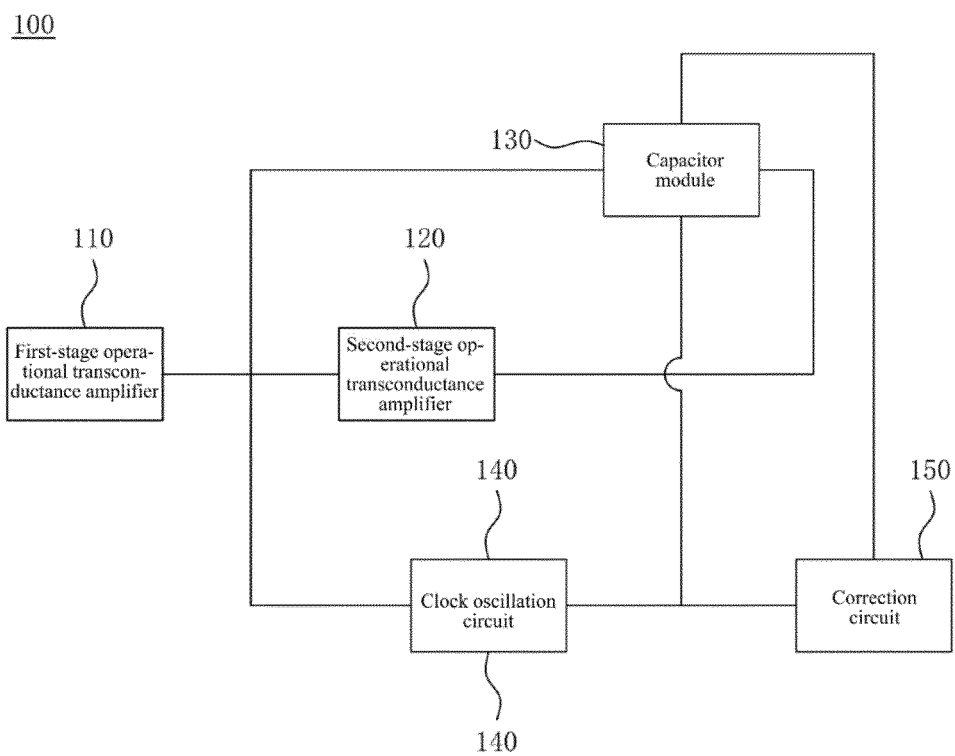 100
130
Capacitor
module
110
120
First-stage opera-
tional transcon-
ductance amplifier
Second-stage op-
erational
transconductance
amplifier
140
150
Clock oscillation
circuit
Correction
circuit
140